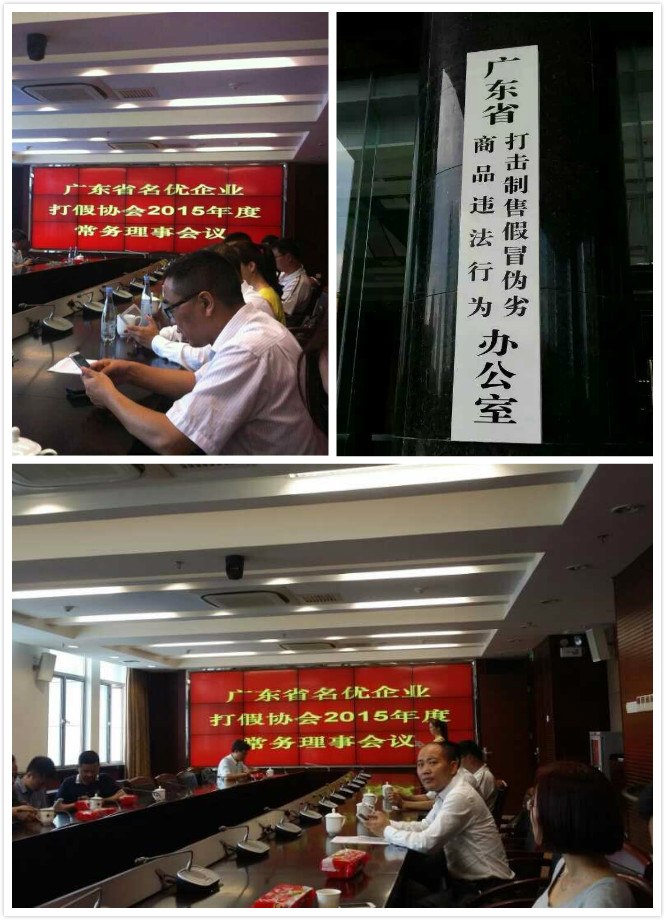 广东省名优企业
打假协会2015年度
常务理事会议
广东省
打击制售假冒伪劣
商品违法行为
办公室
广东省名优企业
打假协会2015年度
常务理事会议